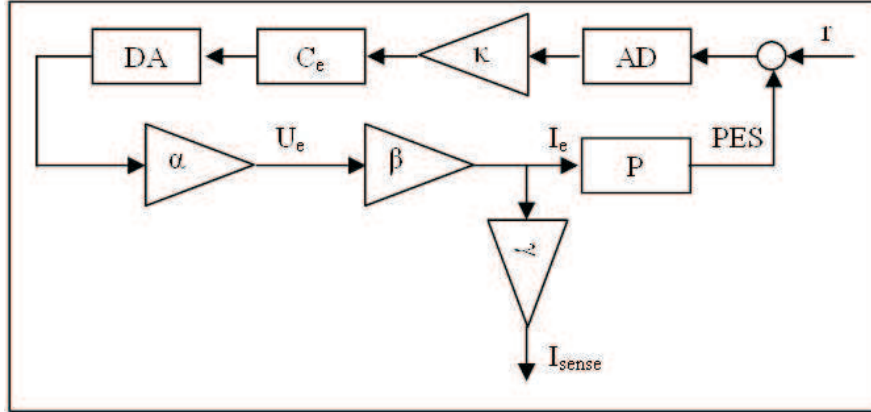 DA
Ce
κ
AD
r
α
Ue
β
Ie
P
PES
γ
Isense